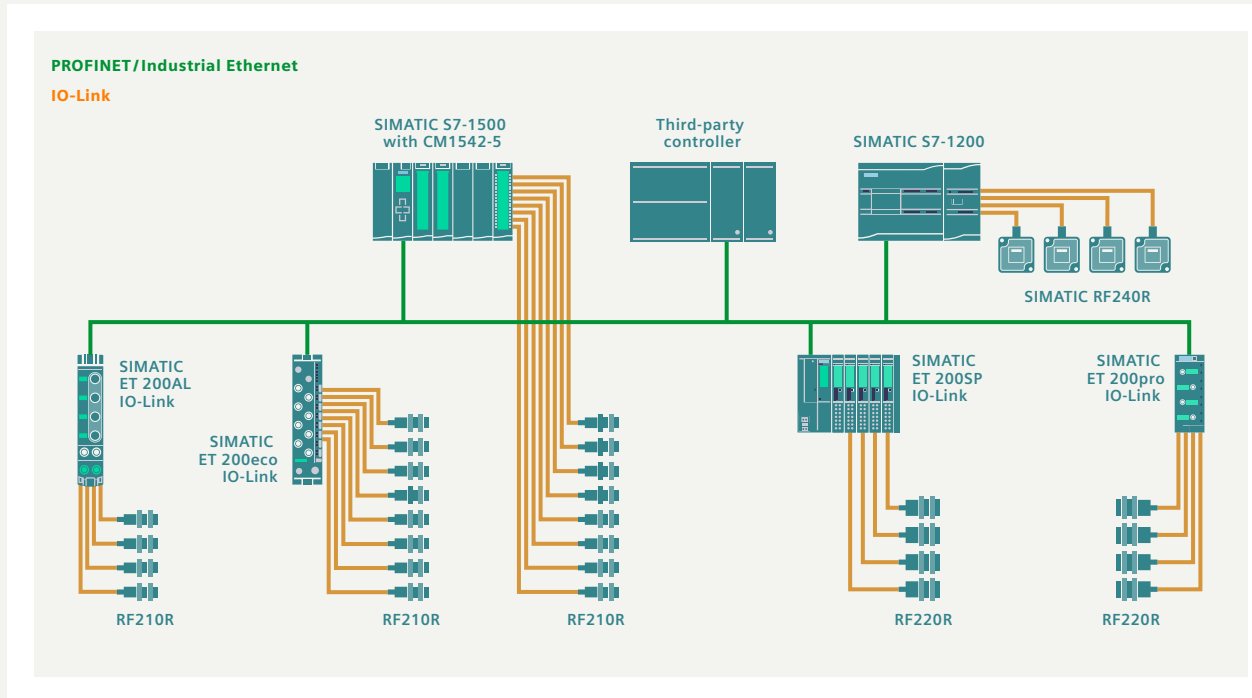 PROFINET/Industrial Ethernet
IO-Link
SIMATIC S7-1500
with CM1542-5
Third-party
controller
SIMATIC S7-1200
SIMATIC RF240R
SIMATIC
ET 200AL
IO-Link
SIMATIC
ET 200eco
IO-Link
SIMATIC
ET 200SP
IO-Link
SIMATIC
ET 200pro
IO-Link
RF210R
RF210R
RF210R
RF220R
RF220R